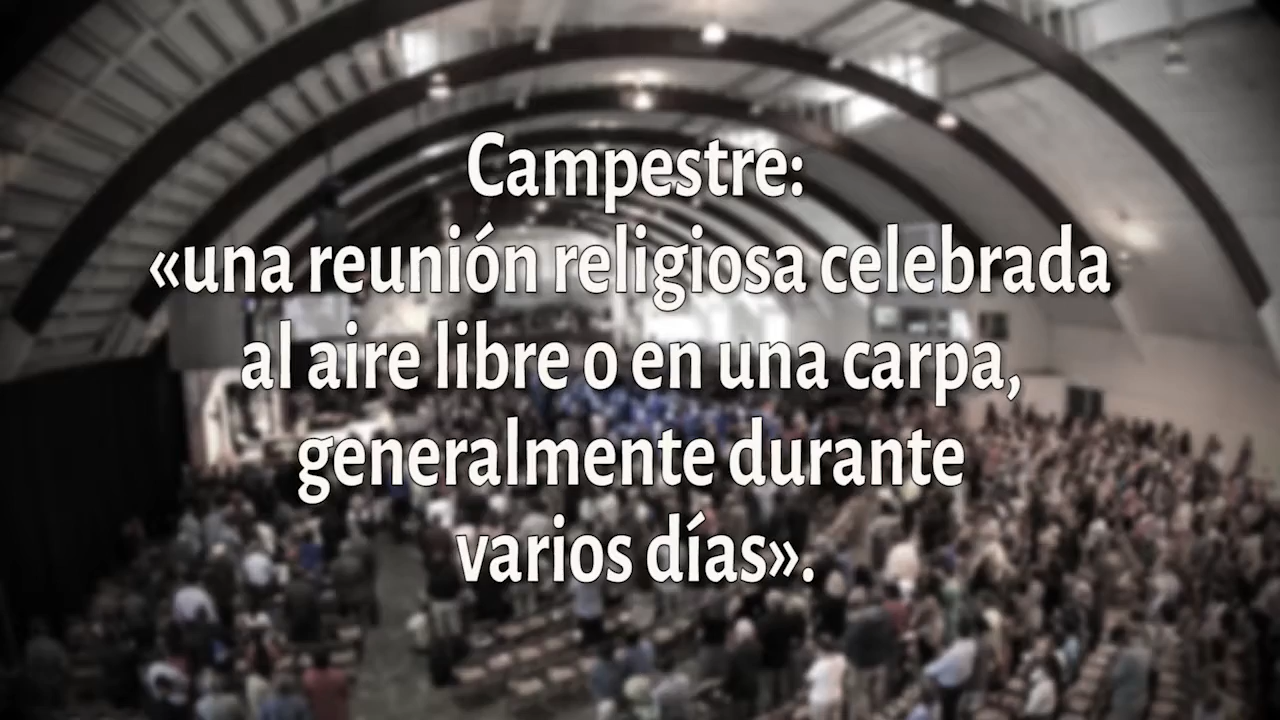 Campestre:
«una reunión religiosa celebrada
al aire libre o en una carpa,
generalmente durante
varios días».